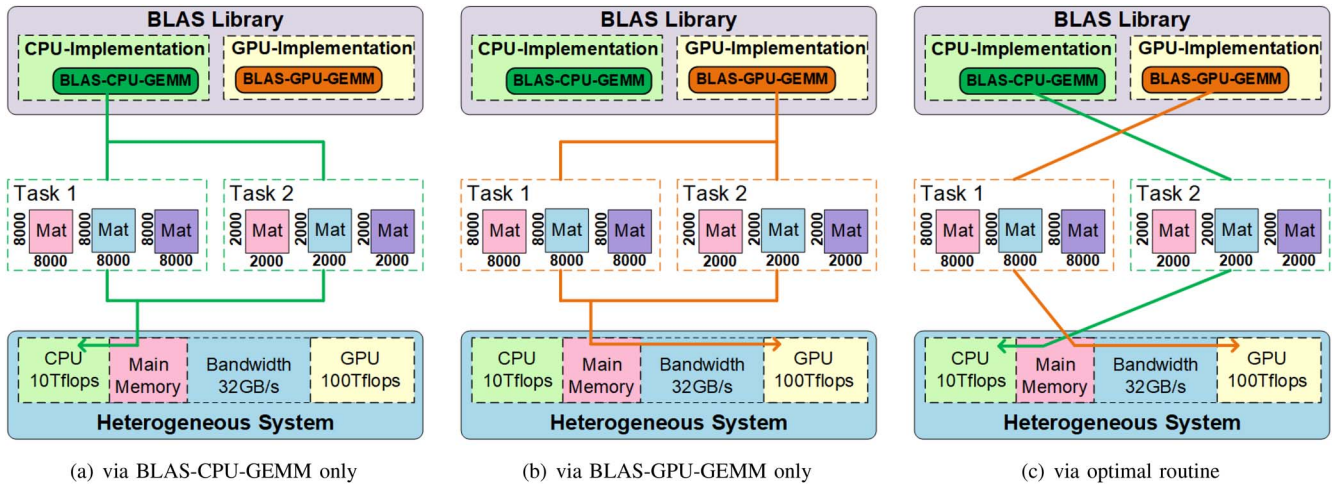 BLAS Library
CPU-Implementation
GPU-Implementation
BLAS-CPU-GEMM
BLAS-GPU-GEMM
Task 1
8000
Mat
8000
8000
Mat
8000
8000
Mat
8000
Task 2
2000
Mat
2000
2000
Mat
2000
2000
Mat
2000
CPU
10Tflops
Main
Memory
Bandwidth
32GB/s
GPU
100Tflops
Heterogeneous System
(a) via BLAS-CPU-GEMM only
BLAS Library
CPU-Implementation
GPU-Implementation
BLAS-CPU-GEMM
BLAS-GPU-GEMM
Task 1
8000
Mat
8000
8000
Mat
8000
8000
Mat
8000
Task 2
2000
Mat
2000
2000
Mat
2000
2000
Mat
2000
CPU
10Tflops
Main
Memory
Bandwidth
32GB/s
GPU
100Tflops
Heterogeneous System
(b) via BLAS-GPU-GEMM only
BLAS Library
CPU-Implementation
GPU-Implementation
BLAS-CPU-GEMM
BLAS-GPU-GEMM
Task 1
8000
Mat
8000
8000
Mat
8000
8000
Mat
8000
Task 2
2000
Mat
2000
2000
Mat
2000
2000
Mat
2000
CPU
10Tflops
Main
Memory
Bandwidth
32GB/s
GPU
100Tflops
Heterogeneous System
(c) via optimal routine